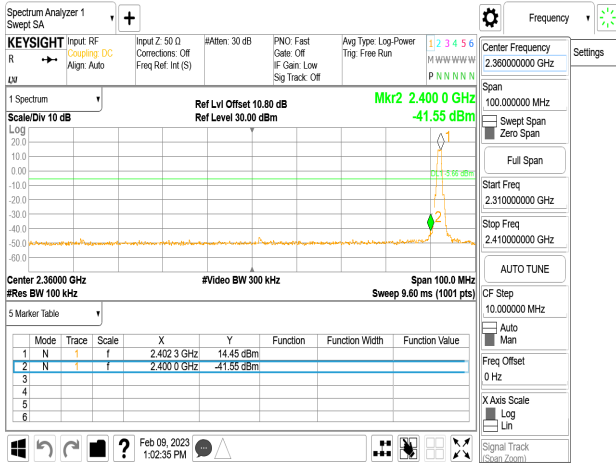 Spectrum Analyzer 1
Swept SA
Frequency
Settings
KEYSIGHT
R
LXI
Input: RF
Coupling: DC
Align: Auto
Input Z: 50 Ω
Corrections: Off
Freq Ref: Int (S)
#Atten: 30 dB
PNO: Fast
Gate: Off
IF Gain: Low
Sig Track: Off
Avg Type: Log-Power
Trig: Free Run
1 2 3 4 5 6
M W W W W W
P N N N N N
1 Spectrum
Scale/Div 10 dB
Ref Lvl Offset 10.80 dB
Ref Level 30.00 dBm
Mkr2 2.400 0 GHz
-41.55 dBm
Log
20.0
10.0
0.00
-10.0
-20.0
-30.0
-40.0
-50.0
-60.0
1
DL1 -5.66 dBm
2
Center 2.36000 GHz
#Res BW 100 kHz
#Video BW 300 kHz
Span 100.0 MHz
Sweep 9.60 ms (1001 pts)
5 Marker Table
Mode Trace Scale X Y Function Function Width Function Value
1 N 1 f 2.402 3 GHz 14.45 dBm
2 N 1 f 2.400 0 GHz -41.55 dBm
3
4
5
6
Feb 09, 2023
1:02:35 PM
Center Frequency
2.360000000 GHz
Span
100.000000 MHz
Swept Span
Zero Span
Full Span
Start Freq
2.310000000 GHz
Stop Freq
2.410000000 GHz
AUTO TUNE
CF Step
10.000000 MHz
Auto
Man
Freq Offset
0 Hz
X Axis Scale
Log
Lin
Signal Track
(Span Zoom)